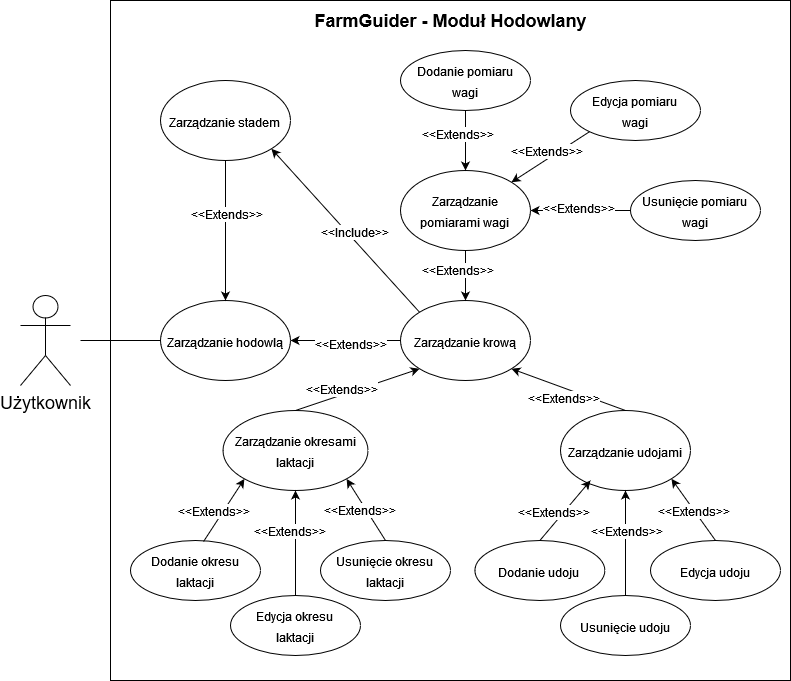 FarmGuider - Moduł Hodowlany
Dodanie pomiaru
wagi
Edycja pomiaru
wagi
Zarządzanie stadem
<<Extends>>
<<Extends>>
Zarządzanie
pomiarami wagi
<<Extends>>
Usunięcie pomiaru
wagi
<<Extends>>
<<Include>>
<<Extends>>
Użytkownik
Zarządzanie hodowlą
<<Extends>>
Zarządzanie krową
<<Extends>>
<<Extends>>
Zarządzanie okresami
laktacji
Zarządzanie udojami
<<Extends>>
<<Extends>>
<<Extends>>
<<Extends>>
<<Extends>>
<<Extends>>
Dodanie okresu
laktacji
Usunięcie okresu
laktacji
Dodanie udoju
Edycja udoju
Edycja okresu
laktacji
Usunięcie udoju